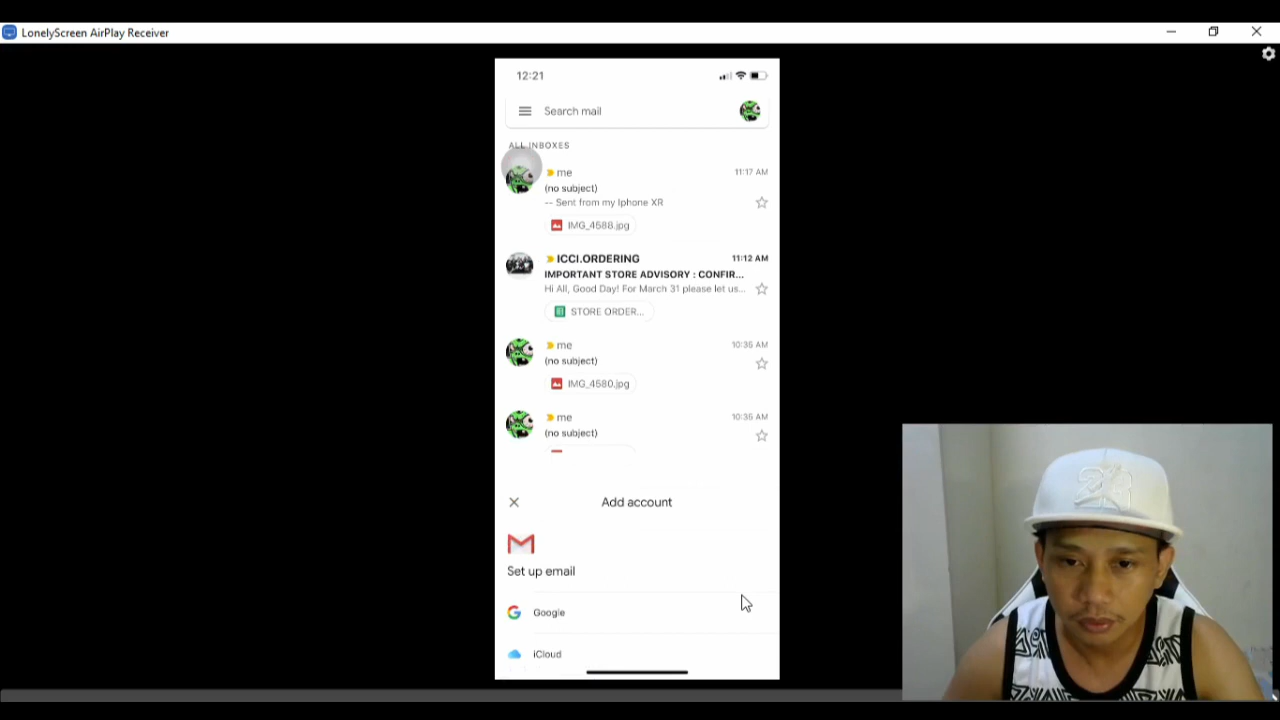 LonelyScreen AirPlay Receiver
12:21
Search mail
ALL INBOXES
me 11:17 AM
(no subject)
-- Sent from my Iphone XR
IMG_4588.jpg
ICCI.ORDERING 11:12 AM
IMPORTANT STORE ADVISORY : CONFIR...
Hi All, Good Day! For March 31 please let us...
STORE ORDER...
me 10:35 AM
(no subject)
IMG_4580.jpg
me 10:35 AM
(no subject)
Add account
Set up email
Google
iCloud